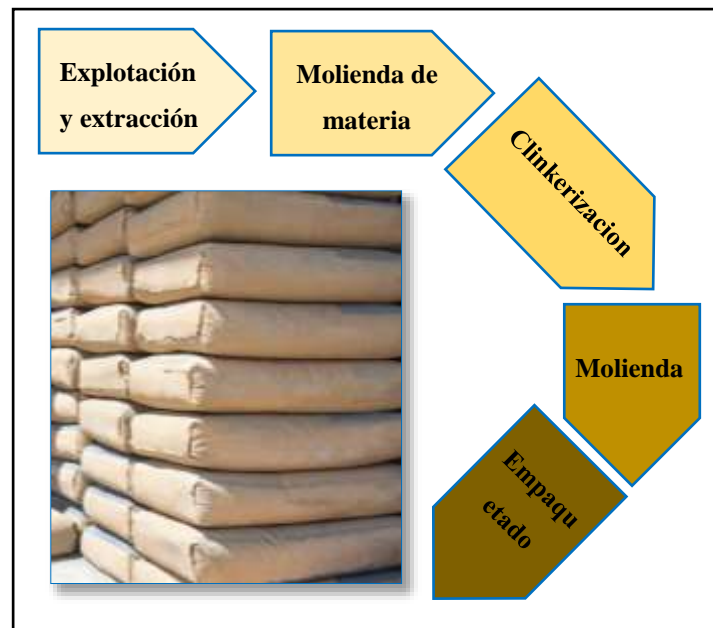 Explotación
y extracción
Molienda de
materia
Clinkerizacion
Molienda
Empaqu
etado